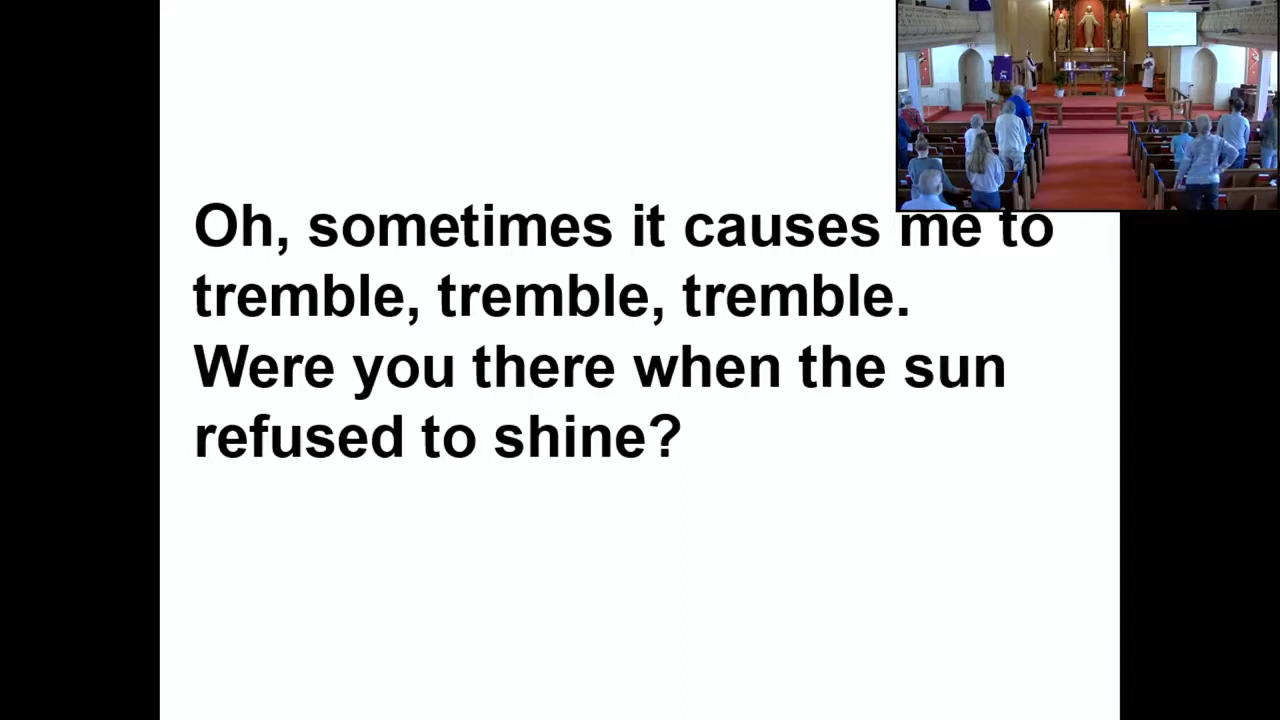 Oh, sometimes it causes me to
tremble, tremble, tremble.
Were you there when the sun
refused to shine?